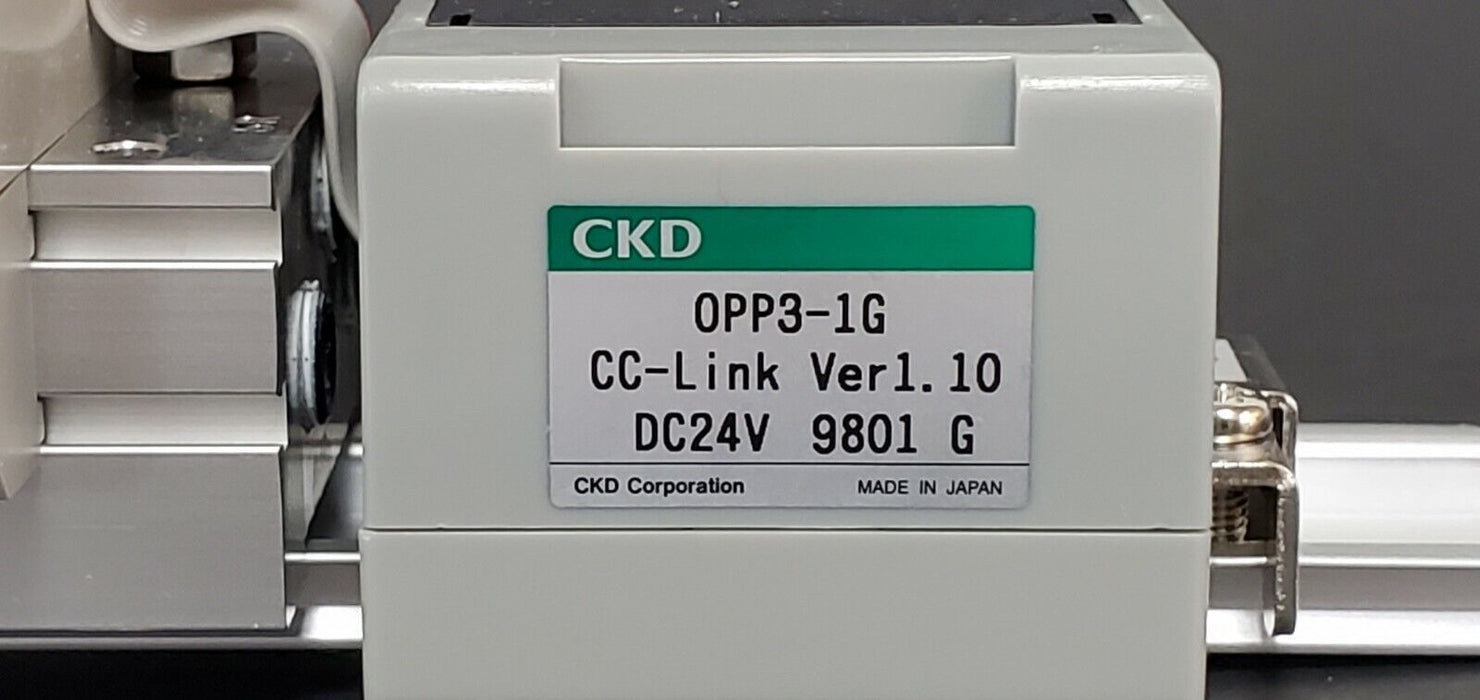 CKD
OPP3-1G
CC-Link Ver1.10
DC24V 9801 G
CKD Corporation MADE IN JAPAN